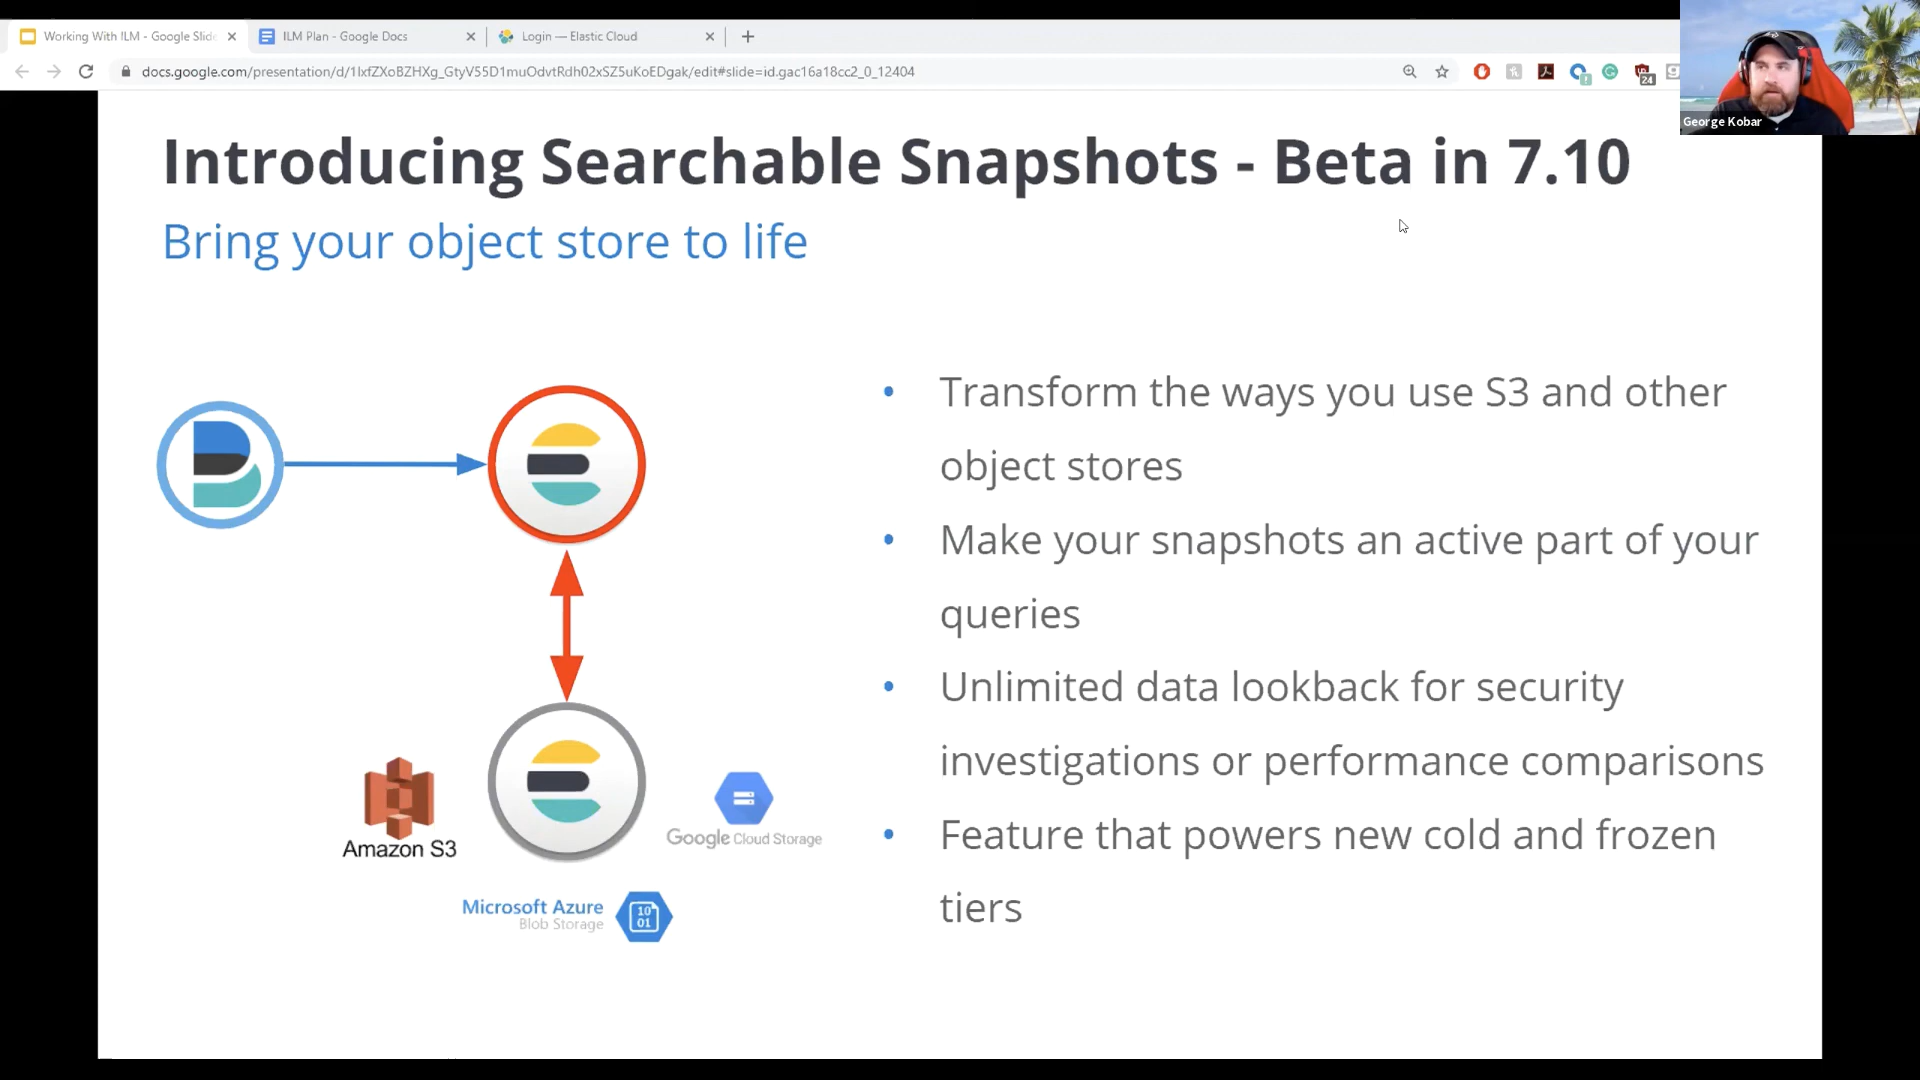 Working With ILM - Google Slide
ILM Plan - Google Docs
Login — Elastic Cloud
docs.google.com/presentation/d/1IxfZXoBZHXg_GtyV55D1muOdvtRdh02xSZ5uKoEDgak/edit#slide=id.gac16a18cc2_0_12404
24
George Kobar
Introducing Searchable Snapshots - Beta in 7.10
Bring your object store to life
• Transform the ways you use S3 and other
object stores
• Make your snapshots an active part of your
queries
• Unlimited data lookback for security
investigations or performance comparisons
• Feature that powers new cold and frozen
tiers
Amazon S3
Google Cloud Storage
Microsoft Azure
Blob Storage
10
01